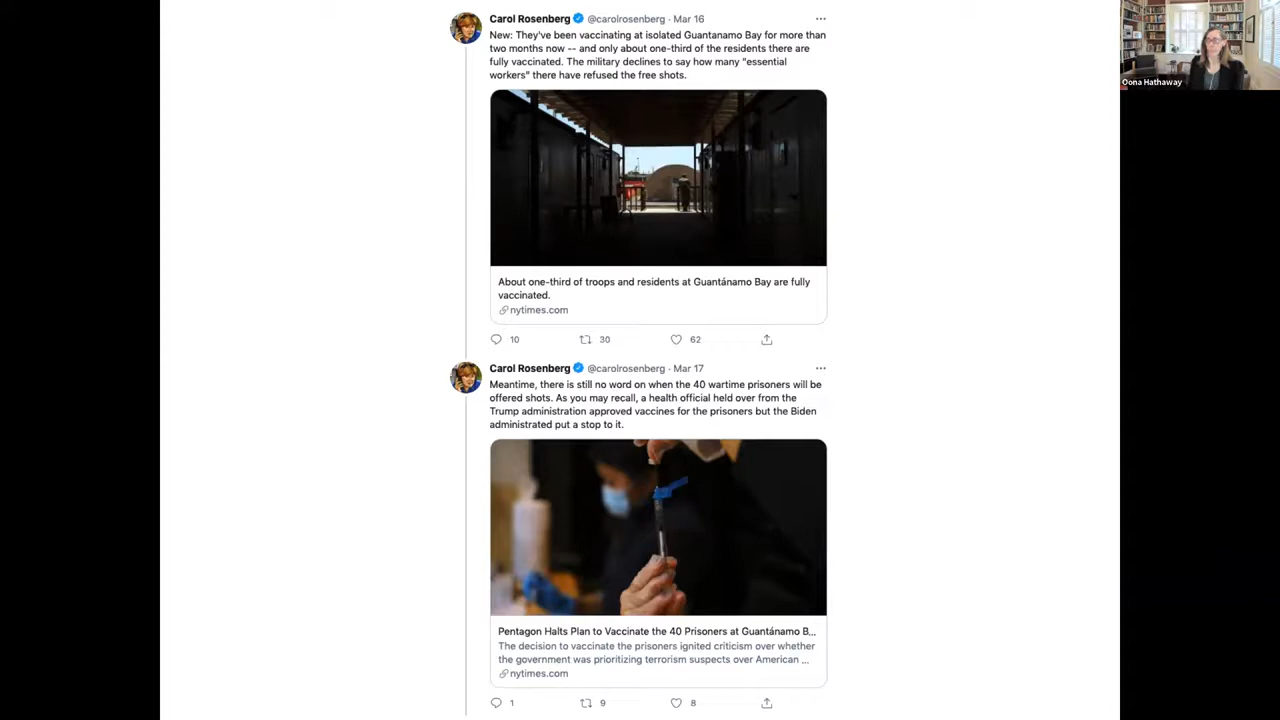 Carol Rosenberg @carolrosenberg · Mar 16
New: They've been vaccinating at isolated Guantanamo Bay for more than
two months now -- and only about one-third of the residents there are
fully vaccinated. The military declines to say how many "essential
workers" there have refused the free shots.
About one-third of troops and residents at Guantánamo Bay are fully
vaccinated.
nytimes.com
10 30 62
Carol Rosenberg @carolrosenberg · Mar 17
Meantime, there is still no word on when the 40 wartime prisoners will be
offered shots. As you may recall, a health official held over from the
Trump administration approved vaccines for the prisoners but the Biden
administrated put a stop to it.
Pentagon Halts Plan to Vaccinate the 40 Prisoners at Guantánamo B...
The decision to vaccinate the prisoners ignited criticism over whether
the government was prioritizing terrorism suspects over American ...
nytimes.com
1 9 8
Oona Hathaway